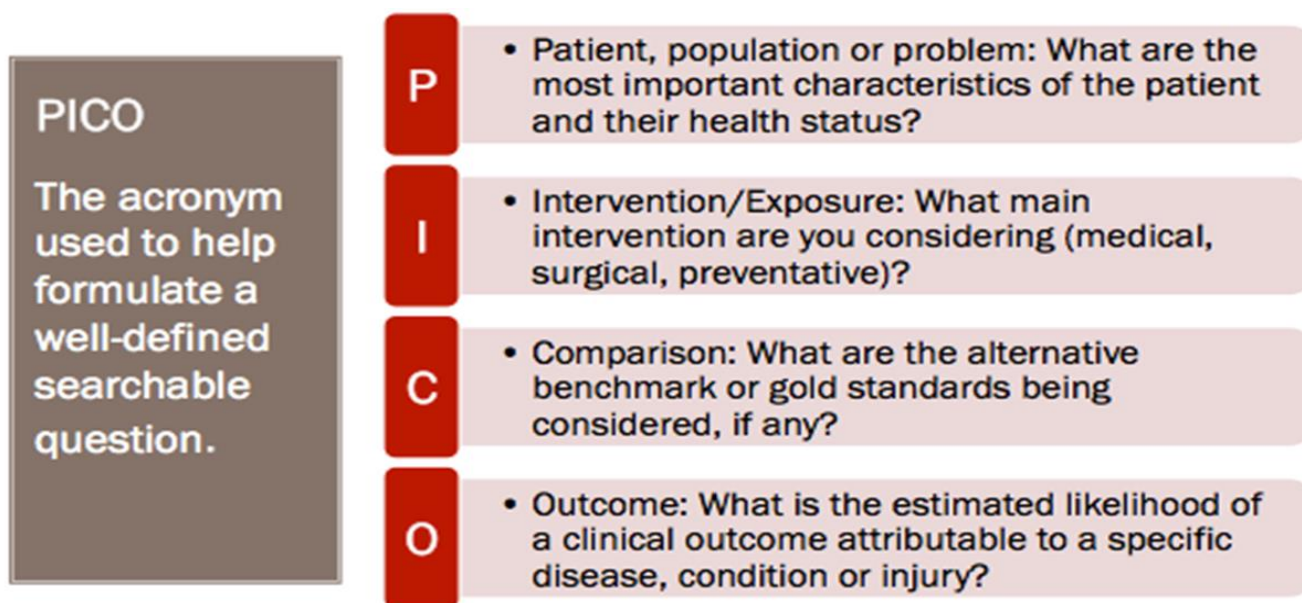 PICO
The acronym
used to help
formulate a
well-defined
searchable
question.
P
• Patient, population or problem: What are the
most important characteristics of the patient
and their health status?
I
• Intervention/Exposure: What main
intervention are you considering (medical,
surgical, preventative)?
C
• Comparison: What are the alternative
benchmark or gold standards being
considered, if any?
O
• Outcome: What is the estimated likelihood of
a clinical outcome attributable to a specific
disease, condition or injury?